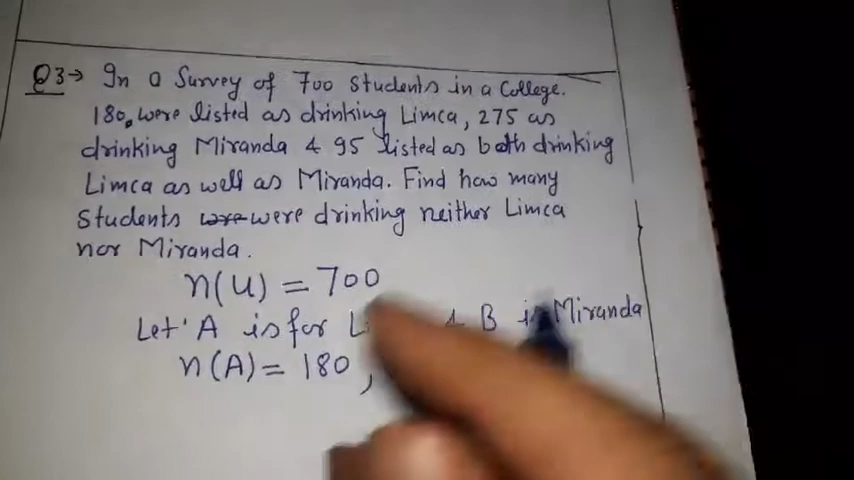 Q3→ In a Survey of 700 Students in a College.
180, were listed as drinking Limca, 275 as
drinking Miranda & 95 listed as both drinking
Limca as well as Miranda. Find how many
Students were drinking neither Limca
nor Miranda.
n(U) = 700
Let A is for & B is Miranda
n(A) = 180,